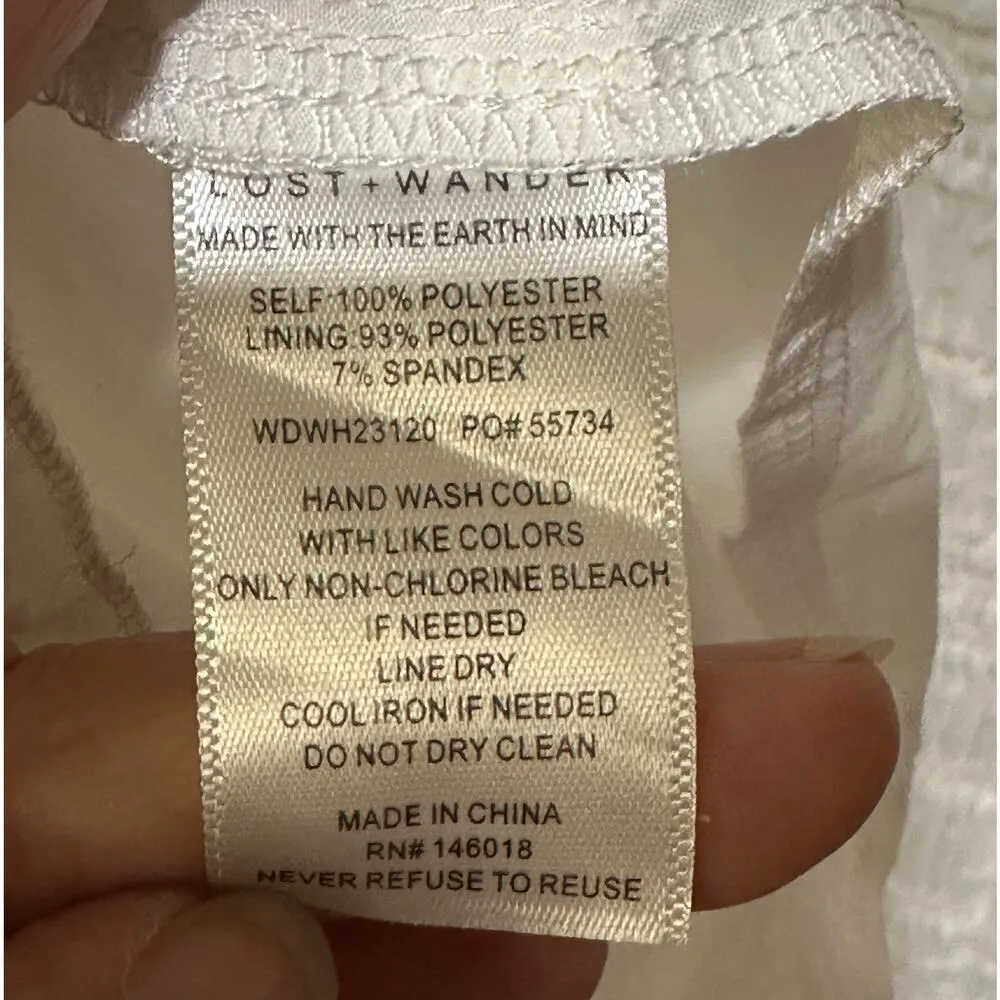 LOST + WANDER
MADE WITH THE EARTH IN MIND
SELF:100% POLYESTER
LINING:93% POLYESTER
7% SPANDEX
WDWH23120 PO# 55734
HAND WASH COLD
WITH LIKE COLORS
ONLY NON-CHLORINE BLEACH
IF NEEDED
LINE DRY
COOL IRON IF NEEDED
DO NOT DRY CLEAN
MADE IN CHINA
RN# 146018
NEVER REFUSE TO REUSE